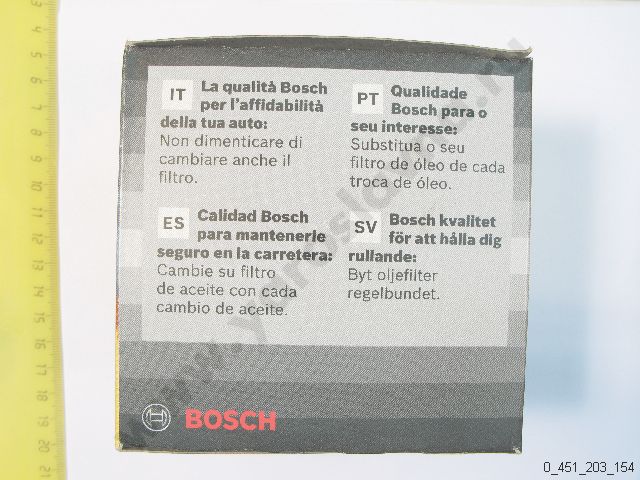 IT La qualità Bosch
per l'affidabilità
della tua auto:
Non dimenticare di
cambiare anche il
filtro.
PT Qualidade
Bosch para o
seu interesse:
Substitua o seu
filtro de óleo de cada
troca de óleo.
ES Calidad Bosch
para mantenerle
seguro en la carretera:
Cambie su filtro
de aceite con cada
cambio de aceite.
SV Bosch kvalitet
för att hålla dig
rullande:
Byt oljefilter
regelbundet.
BOSCH
0_451_203_154